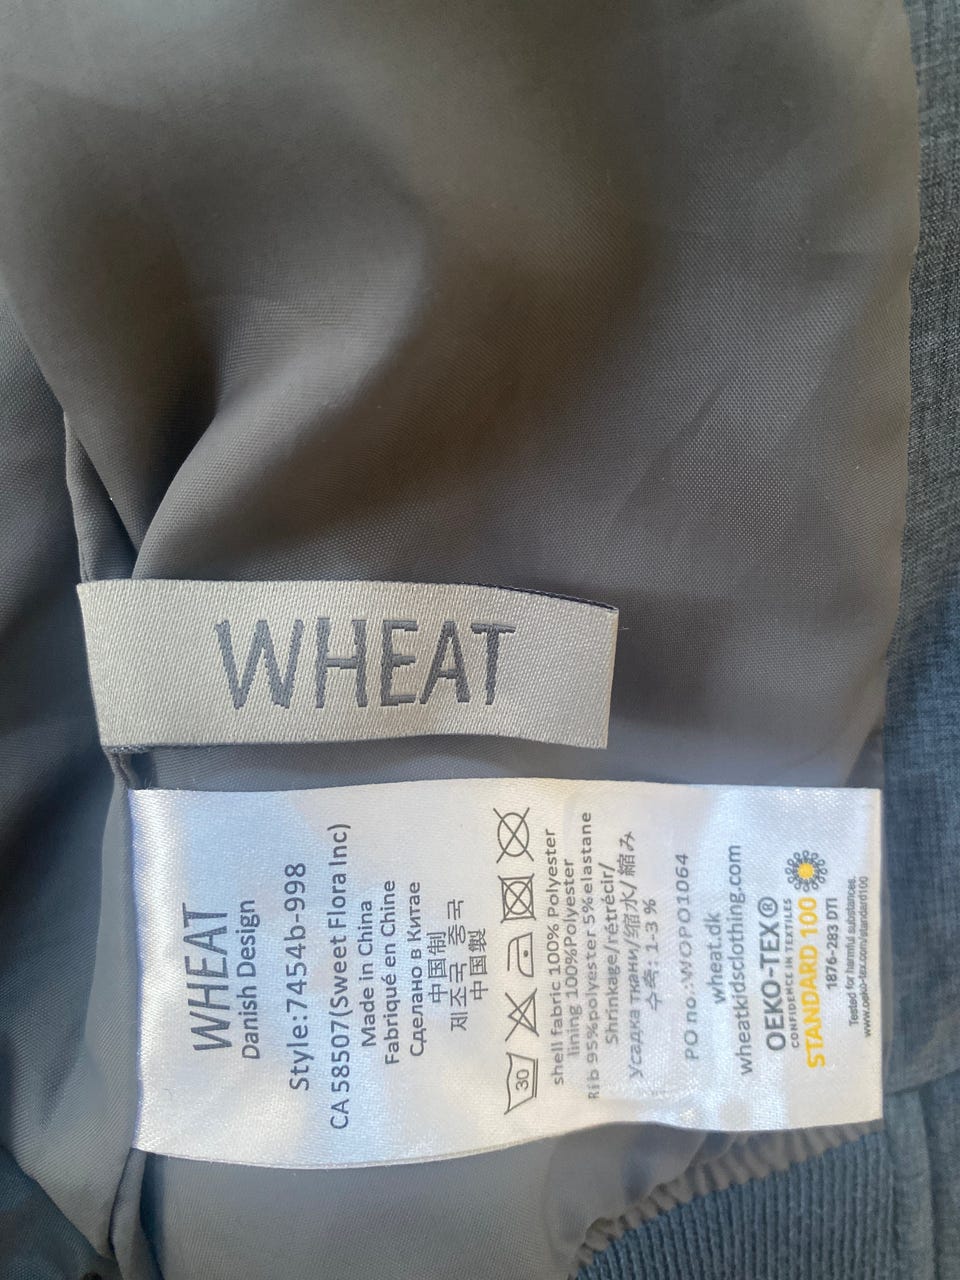 WHEAT
WHEAT
Danish Design
Style:7454b-998
CA 58507(Sweet Flora Inc)
Made in China
Fabriqué en Chine
Сделано в Китае
中国制
제조국 중국
中国製
30
shell fabric 100% Polyester
lining 100%Polyester
Rib 95%polyester 5%elastane
Shrinkage/rétrécir/
усадка ткани/缩水/縮み
수축: 1-3 %
PO no.:WOPO1064
wheat.dk
wheatkidsclothing.com
OEKO-TEX®
CONFIDENCE IN TEXTILES
STANDARD 100
1876-283 DTI
Tested for harmful substances.
www.oeko-tex.com/standard100